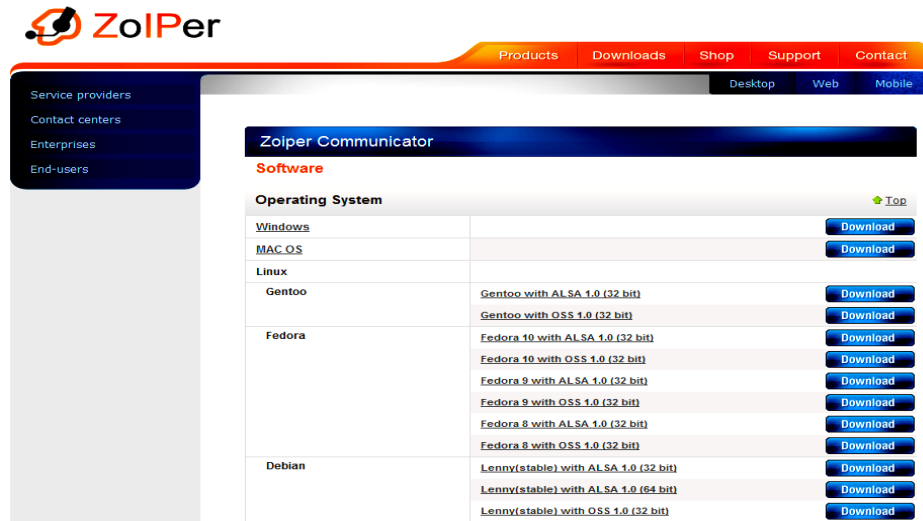 ZoIPer
Products Downloads Shop Support Contact
Desktop Web Mobile
Service providers
Contact centers
Enterprises
End-users
Zoiper Communicator
Software
Operating System Top
Windows Download
MAC OS Download
Linux
Gentoo Gentoo with ALSA 1.0 (32 bit) Download
Gentoo with OSS 1.0 (32 bit) Download
Fedora Fedora 10 with ALSA 1.0 (32 bit) Download
Fedora 10 with OSS 1.0 (32 bit) Download
Fedora 9 with ALSA 1.0 (32 bit) Download
Fedora 9 with OSS 1.0 (32 bit) Download
Fedora 8 with ALSA 1.0 (32 bit) Download
Fedora 8 with OSS 1.0 (32 bit) Download
Debian Lenny(stable) with ALSA 1.0 (32 bit) Download
Lenny(stable) with ALSA 1.0 (64 bit) Download
Lenny(stable) with OSS 1.0 (32 bit) Download